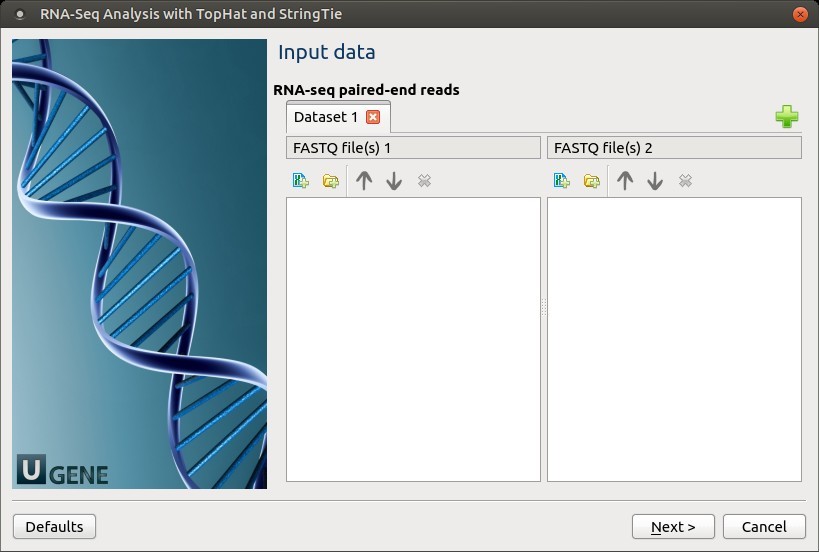 RNA-Seq Analysis with TopHat and StringTie
Input data
RNA-seq paired-end reads
Dataset 1
FASTQ file(s) 1
FASTQ file(s) 2
U GENE
Defaults
Next >
Cancel